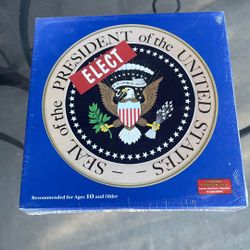 SEAL of the PRESIDENT of the UNITED STATES
ELECT
Recommended for Ages 10 and Older